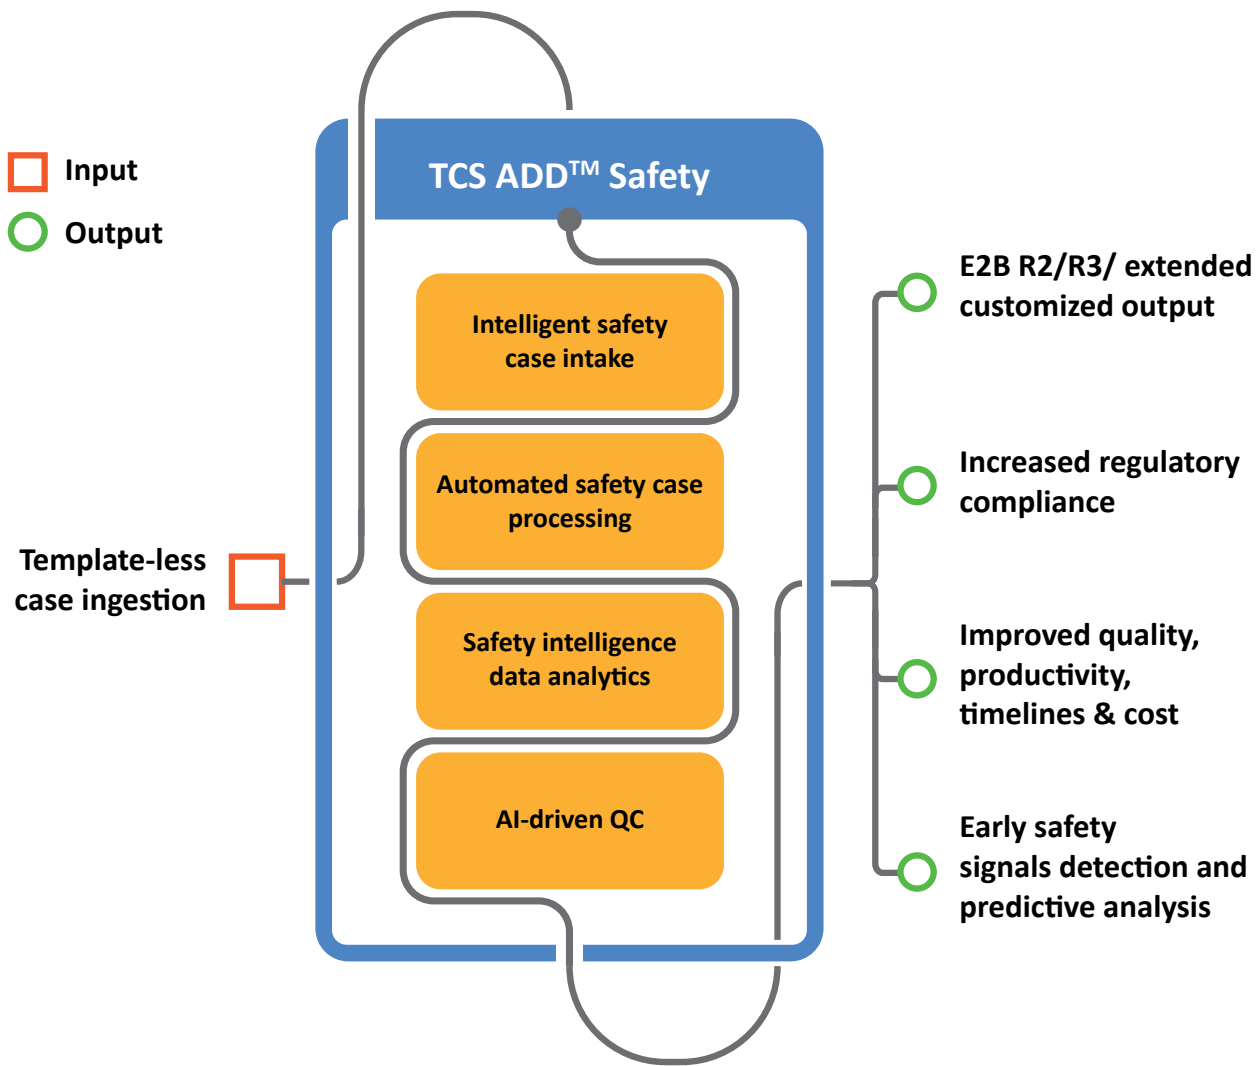 TCS ADD™ Safety
Input
Output
Template-less
case ingestion
Intelligent safety
case intake
Automated safety case
processing
Safety intelligence
data analytics
AI-driven QC
E2B R2/R3/ extended
customized output
Increased regulatory
compliance
Improved quality,
productivity,
timelines & cost
Early safety
signals detection and
predictive analysis